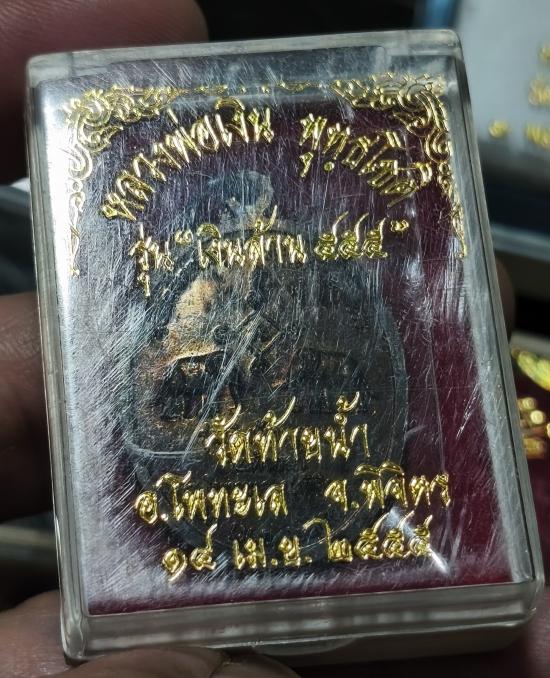 หลวงพ่อเงิน พุทธโชติ
รุ่น "เงินล้าน ๕๕๕"
วัดท้ายน้ำ
อ.โพทะเล จ.พิจิตร
๑๔ เม.ย. ๒๕๕๕